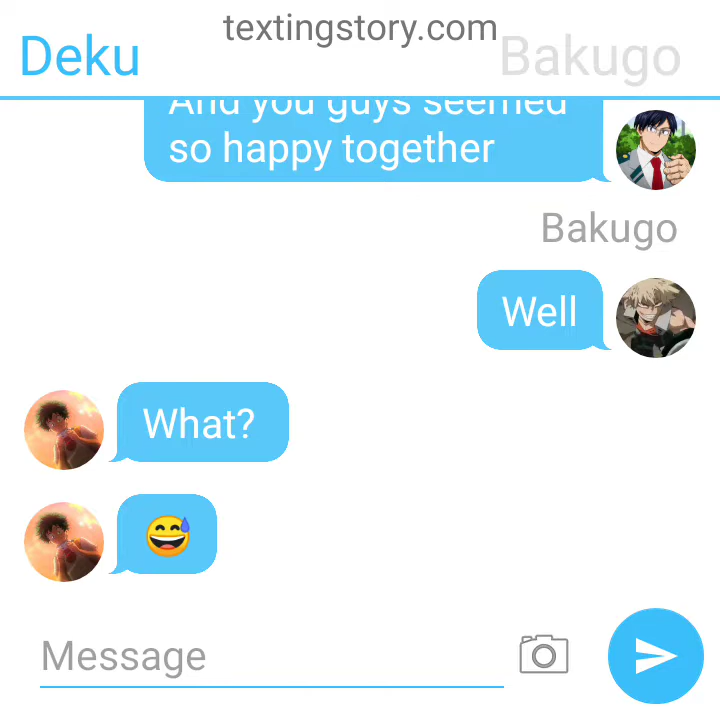 textingstory.com
Deku
Bakugo
And you guys seemed
so happy together
Bakugo
Well
What?
😅
Message